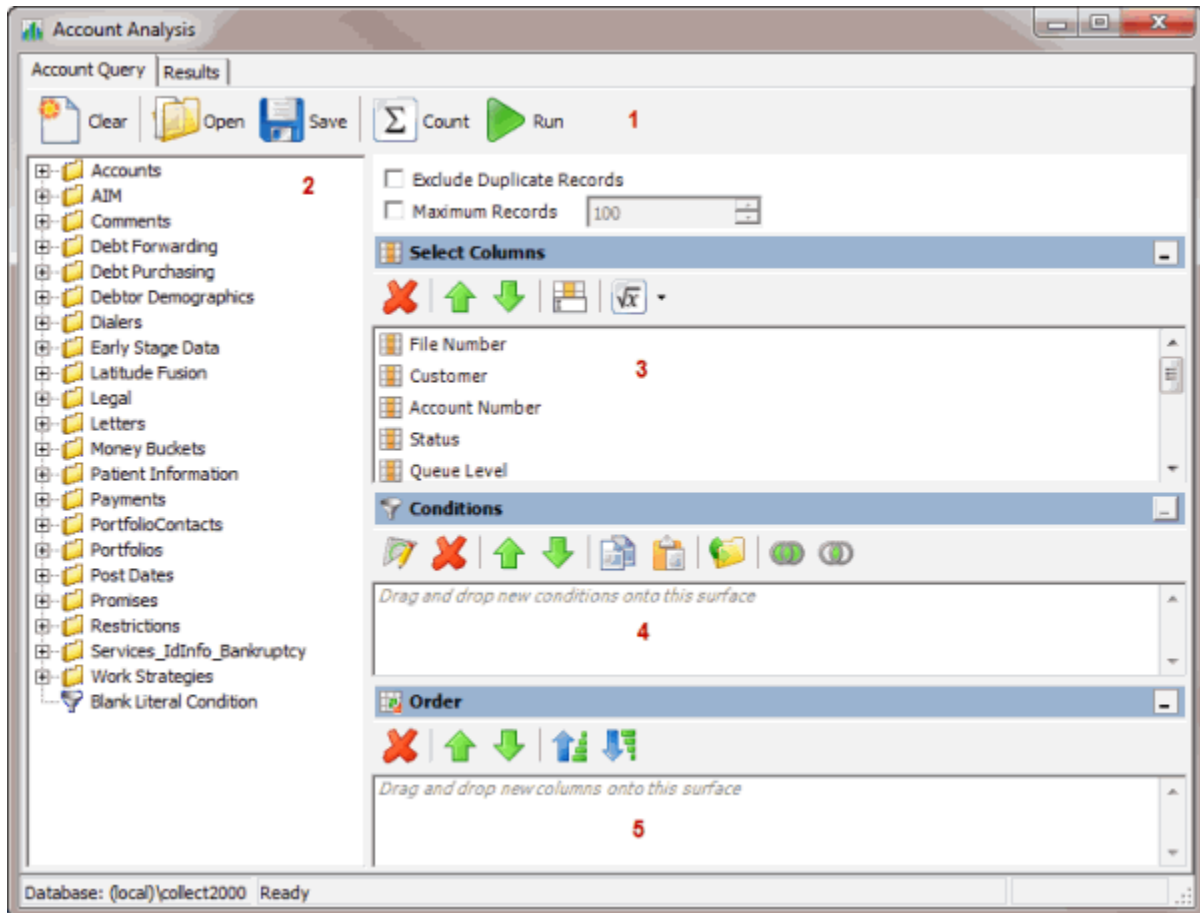 Account Analysis
Account Query Results
Clear Open Save Σ Count Run 1
2
Accounts
AIM
Comments
Debt Forwarding
Debt Purchasing
Debtor Demographics
Dialers
Early Stage Data
Latitude Fusion
Legal
Letters
Money Buckets
Patient Information
Payments
PortfolioContacts
Portfolios
Post Dates
Promises
Restrictions
Services_IdInfo_Bankruptcy
Work Strategies
Blank Literal Condition
Exclude Duplicate Records
Maximum Records 100
Select Columns
√x
File Number
3
Customer
Account Number
Status
Queue Level
Conditions
Drag and drop new conditions onto this surface
4
Order
Drag and drop new columns onto this surface
5
Database: (local)\collect2000 Ready